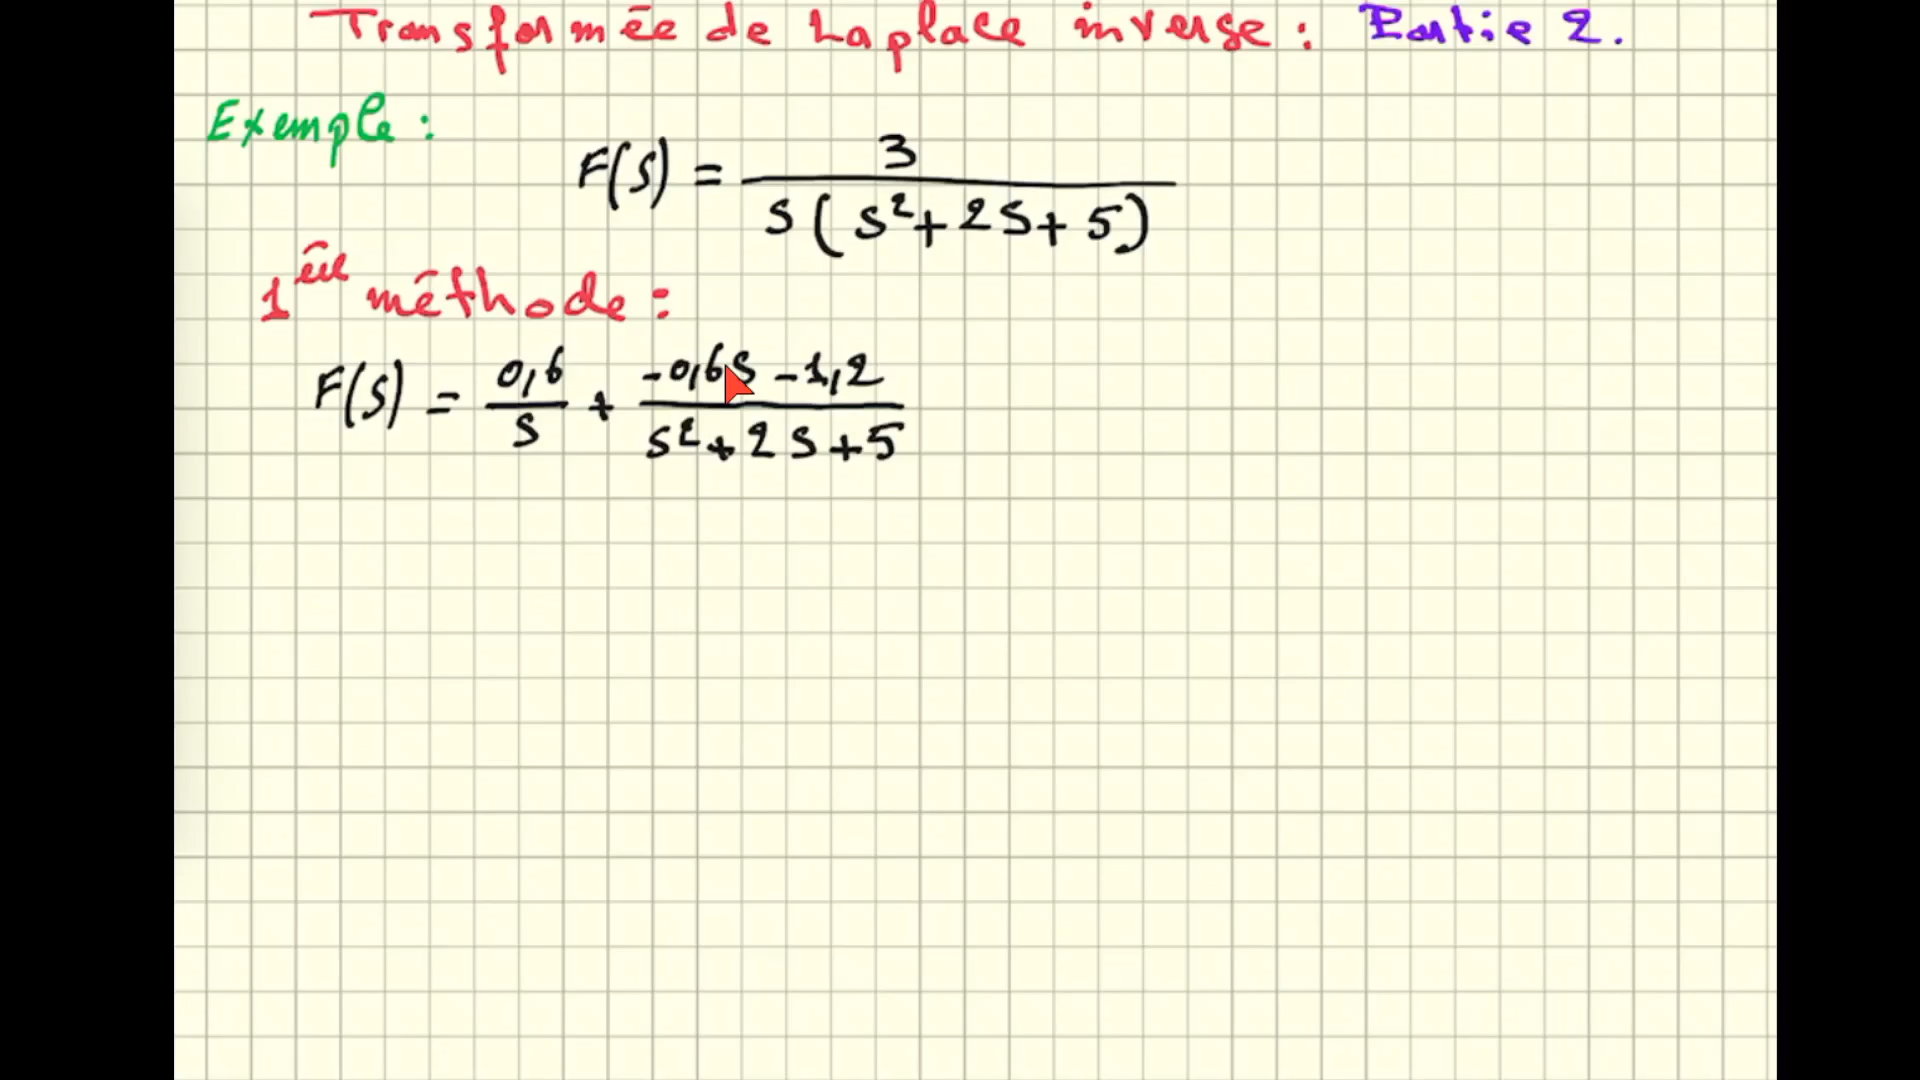 Transformée de Laplace inverse : Partie 2.
Exemple :
F(S) = 3 / S(S²+2S+5)
1ère méthode :
F(S) = 0,6 / S + -0,6S -1,2 / S²+2S+5